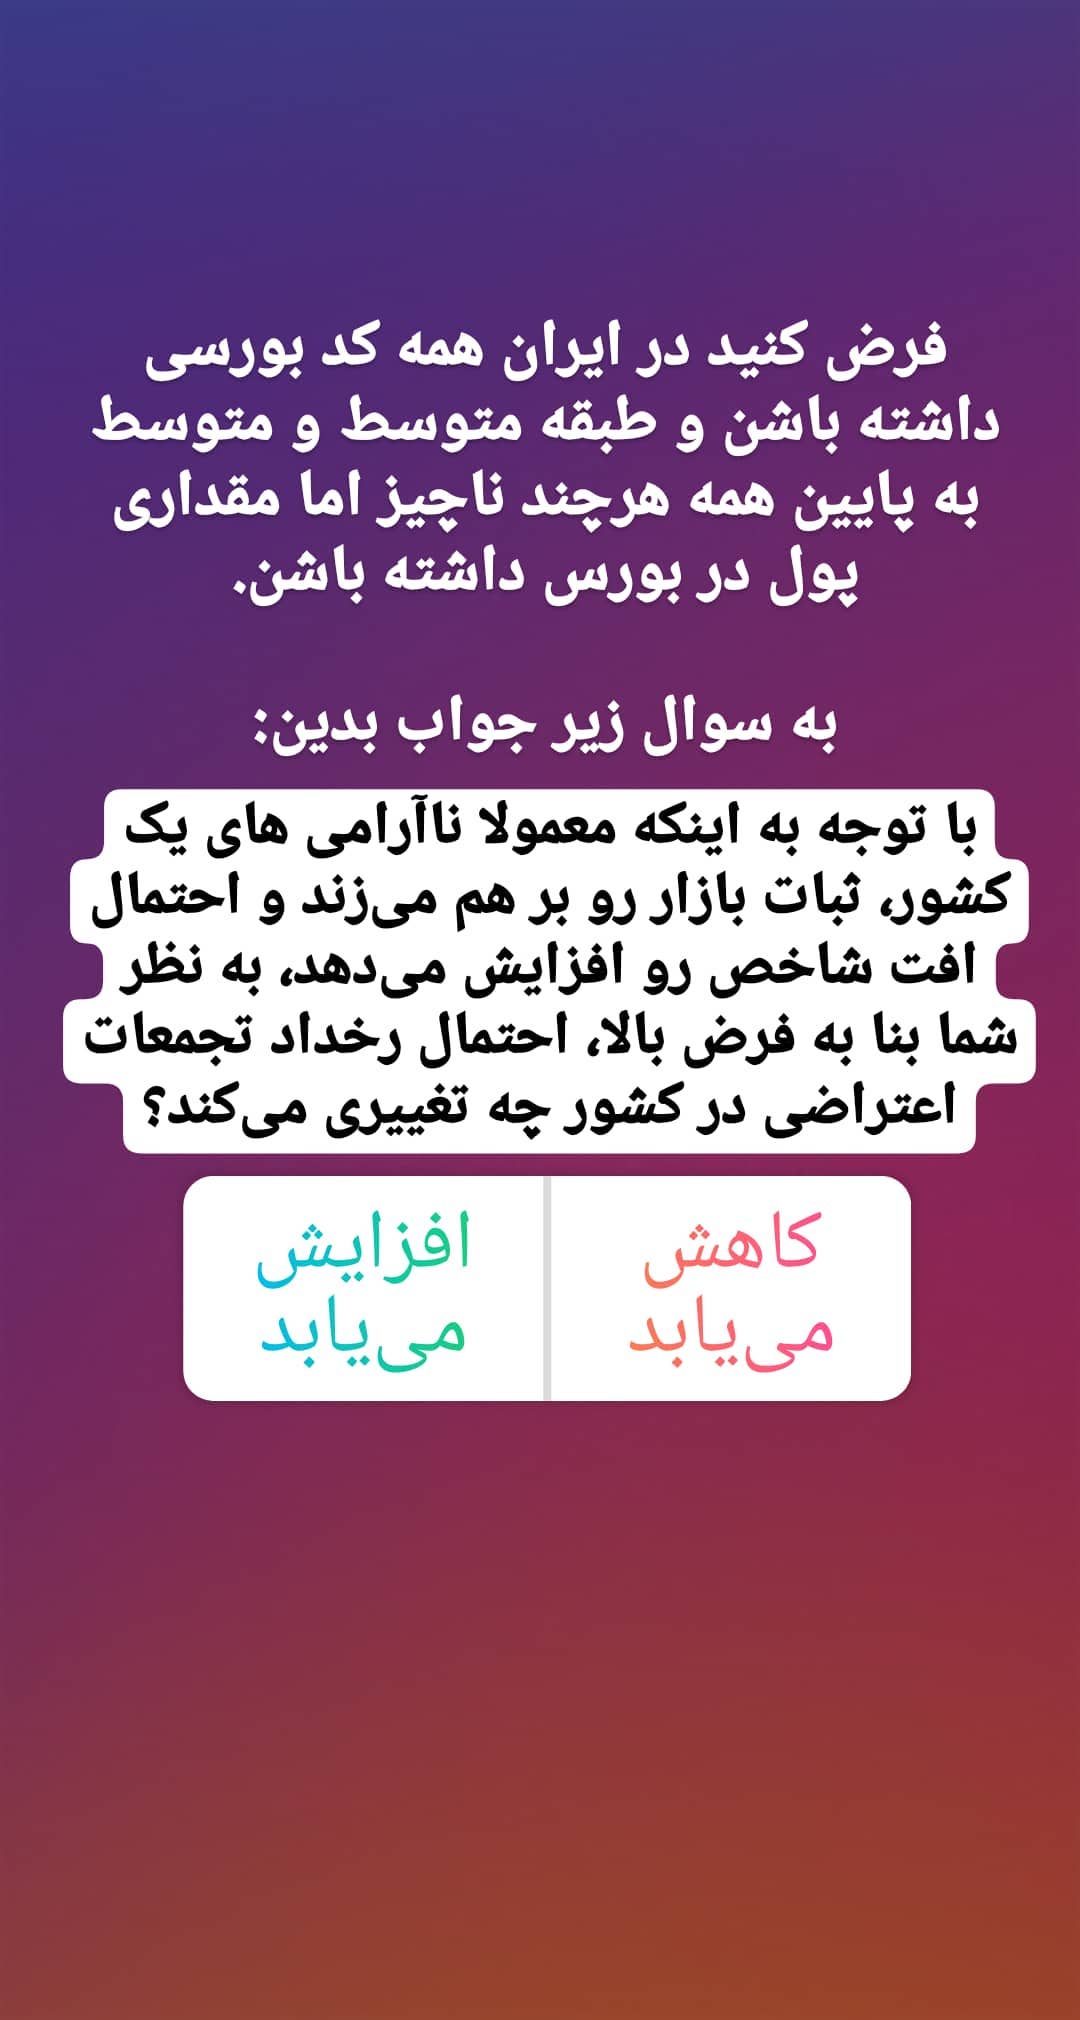 فرض کنید در ایران همه کد بورسی
داشته باشن و طبقه متوسط و متوسط
به پایین همه هرچند ناچیز اما مقداری
پول در بورس داشته باشن.
به سوال زیر جواب بدین:
با توجه به اینکه معمولا ناآرامی های یک
کشور، ثبات بازار رو بر هم می‌زند و احتمال
افت شاخص رو افزایش می‌دهد، به نظر
شما بنا به فرض بالا، احتمال رخداد تجمعات
اعتراضی در کشور چه تغییری می‌کند؟
کاهش
می‌یابد
افزایش
می‌یابد